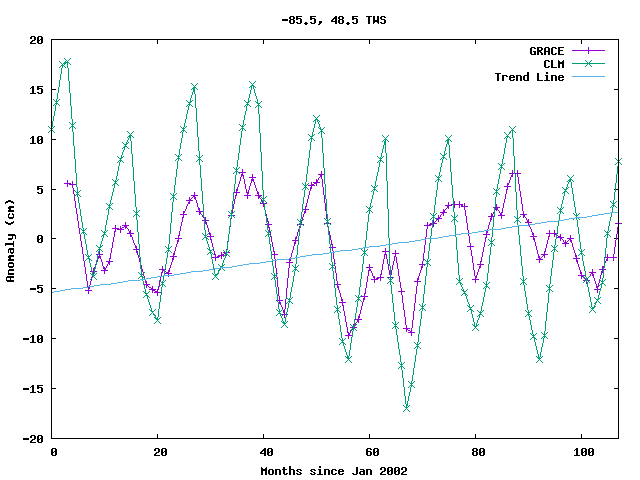 -85.5, 48.5 TWS
GRACE
CLM
Trend Line
Anomaly (cm)
20
15
10
5
0
-5
-10
-15
-20
0 20 40 60 80 100
Months since Jan 2002